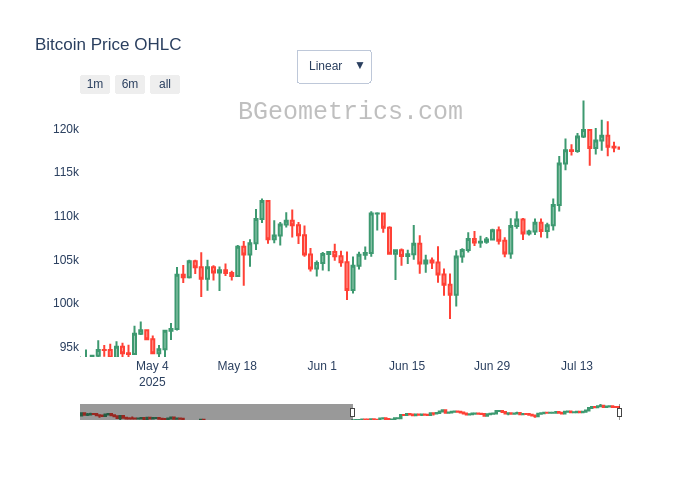 Bitcoin Price OHLC
Linear ▼
1m 6m all
BGeometrics.com
120k
115k
110k
105k
100k
95k
May 4 May 18 Jun 1 Jun 15 Jun 29 Jul 13
2025